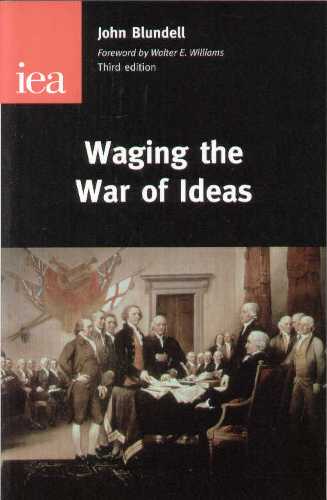 iea
John Blundell
Foreword by Walter E. Williams
Third edition
Waging the
War of Ideas